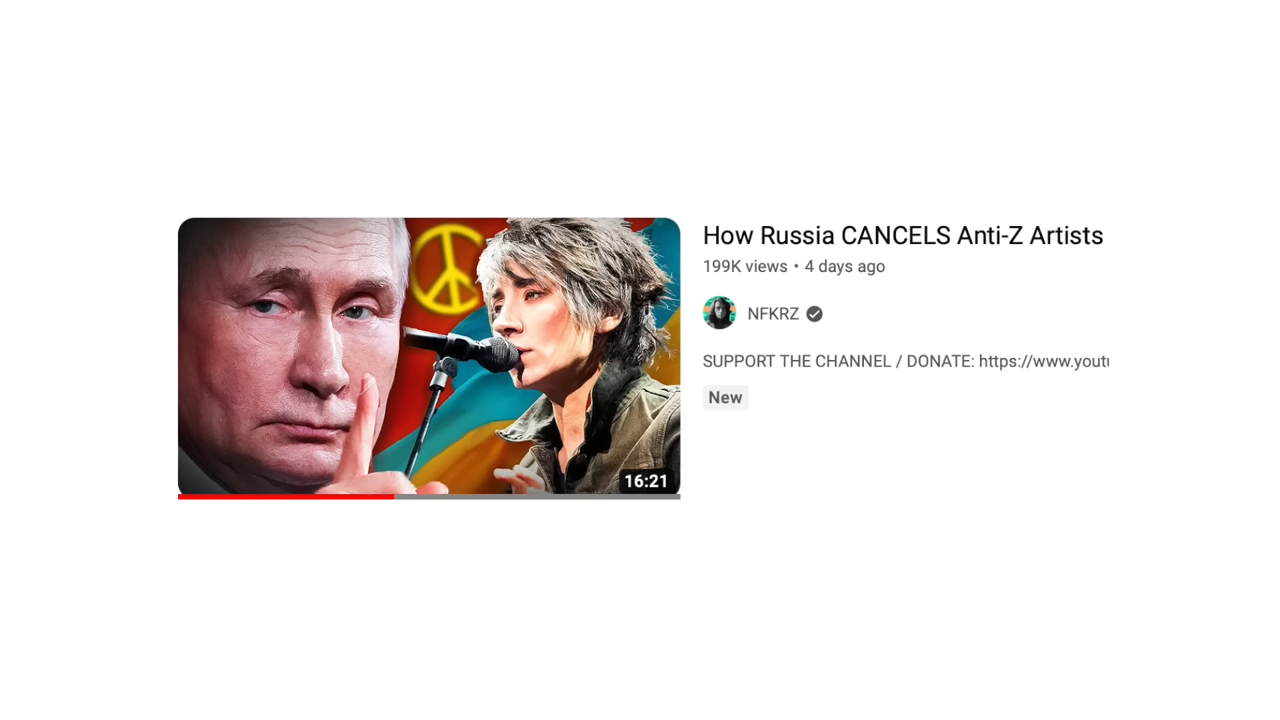 How Russia CANCELS Anti-Z Artists
199K views • 4 days ago
NFKRZ
SUPPORT THE CHANNEL / DONATE: https://www.youtu
New
16:21